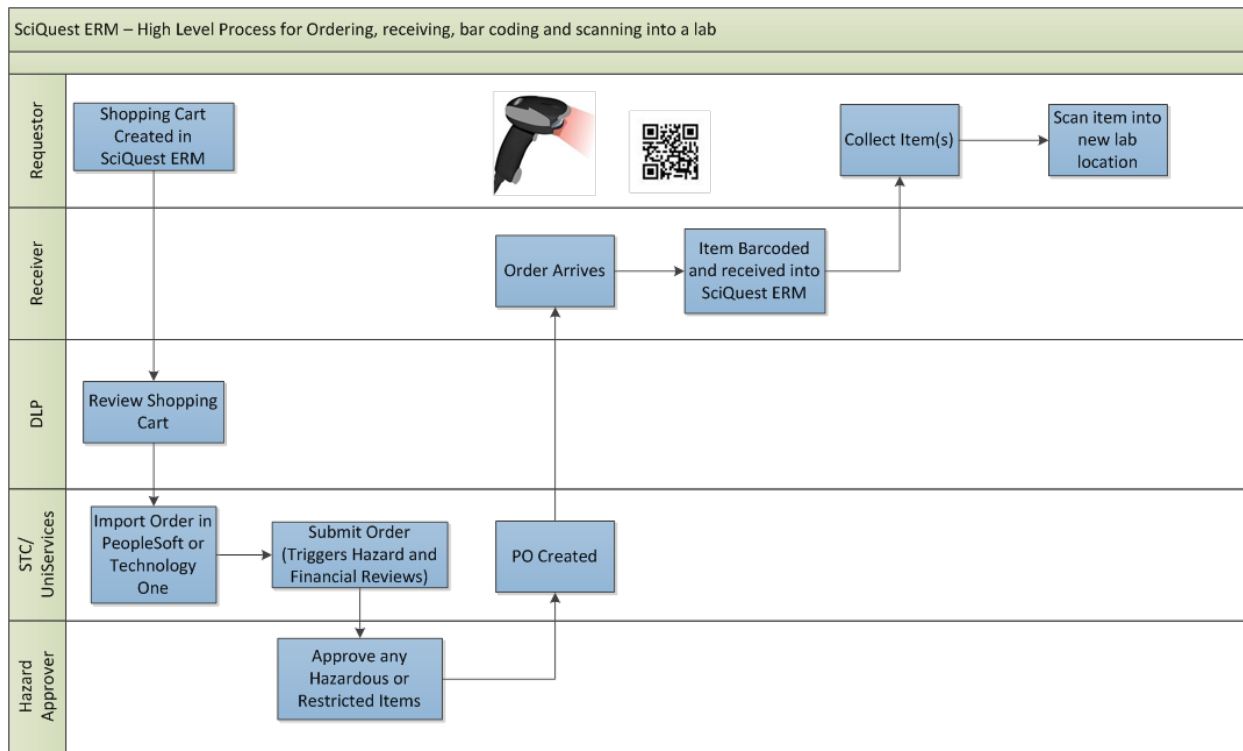 SciQuest ERM – High Level Process for Ordering, receiving, bar coding and scanning into a lab
Requestor
Shopping Cart
Created in
SciQuest ERM
Collect Item(s)
Scan item into
new lab
location
Receiver
Order Arrives
Item Barcoded
and received into
SciQuest ERM
DLP
Review Shopping
Cart
STC/
UniServices
Import Order in
PeopleSoft or
Technology
One
Submit Order
(Triggers Hazard and
Financial Reviews)
PO Created
Hazard
Approver
Approve any
Hazardous or
Restricted Items